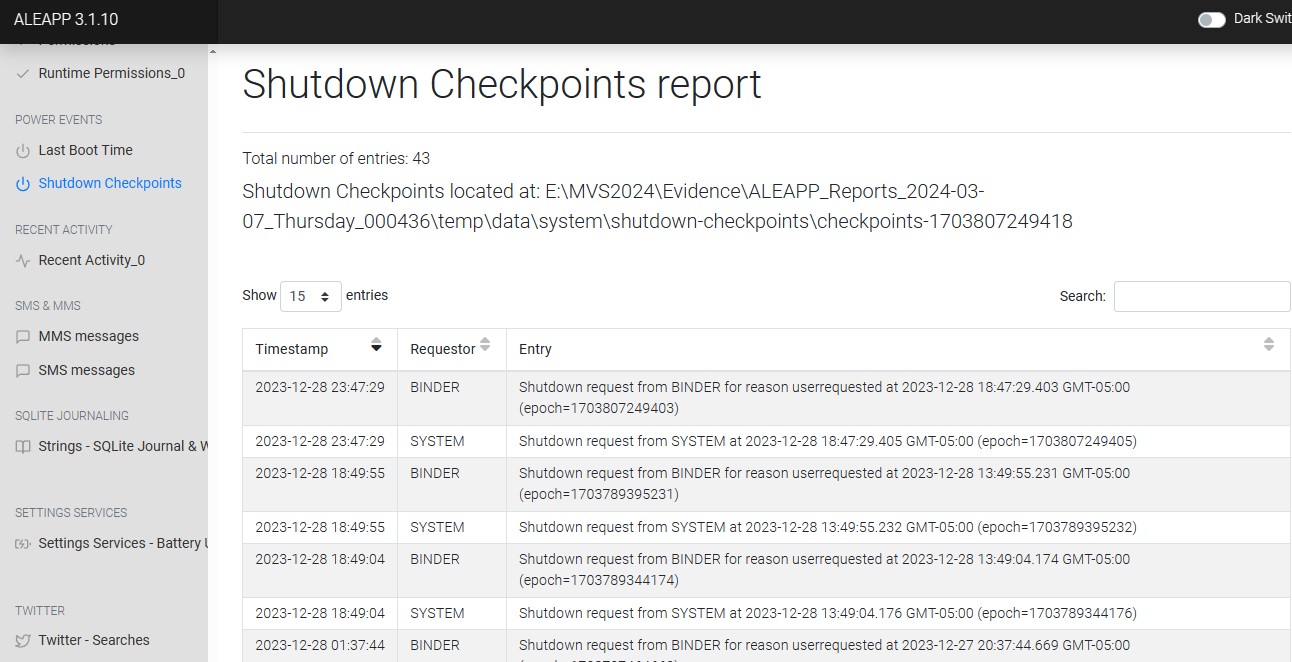 ALEAPP 3.1.10
Dark Swit
Permissions
Runtime Permissions_0
POWER EVENTS
Last Boot Time
Shutdown Checkpoints
RECENT ACTIVITY
Recent Activity_0
SMS & MMS
MMS messages
SMS messages
SQLITE JOURNALING
Strings - SQLite Journal & W
SETTINGS SERVICES
Settings Services - Battery U
TWITTER
Twitter - Searches
Shutdown Checkpoints report
Total number of entries: 43
Shutdown Checkpoints located at: E:\MVS2024\Evidence\ALEAPP_Reports_2024-03-
07_Thursday_000436\temp\data\system\shutdown-checkpoints\checkpoints-1703807249418
Show 15 entries
Search:
Timestamp Requestor Entry
2023-12-28 23:47:29 BINDER Shutdown request from BINDER for reason userrequested at 2023-12-28 18:47:29.403 GMT-05:00
(epoch=1703807249403)
2023-12-28 23:47:29 SYSTEM Shutdown request from SYSTEM at 2023-12-28 18:47:29.405 GMT-05:00 (epoch=1703807249405)
2023-12-28 18:49:55 BINDER Shutdown request from BINDER for reason userrequested at 2023-12-28 13:49:55.231 GMT-05:00
(epoch=1703789395231)
2023-12-28 18:49:55 SYSTEM Shutdown request from SYSTEM at 2023-12-28 13:49:55.232 GMT-05:00 (epoch=1703789395232)
2023-12-28 18:49:04 BINDER Shutdown request from BINDER for reason userrequested at 2023-12-28 13:49:04.174 GMT-05:00
(epoch=1703789344174)
2023-12-28 18:49:04 SYSTEM Shutdown request from SYSTEM at 2023-12-28 13:49:04.176 GMT-05:00 (epoch=1703789344176)
2023-12-28 01:37:44 BINDER Shutdown request from BINDER for reason userrequested at 2023-12-27 20:37:44.669 GMT-05:00